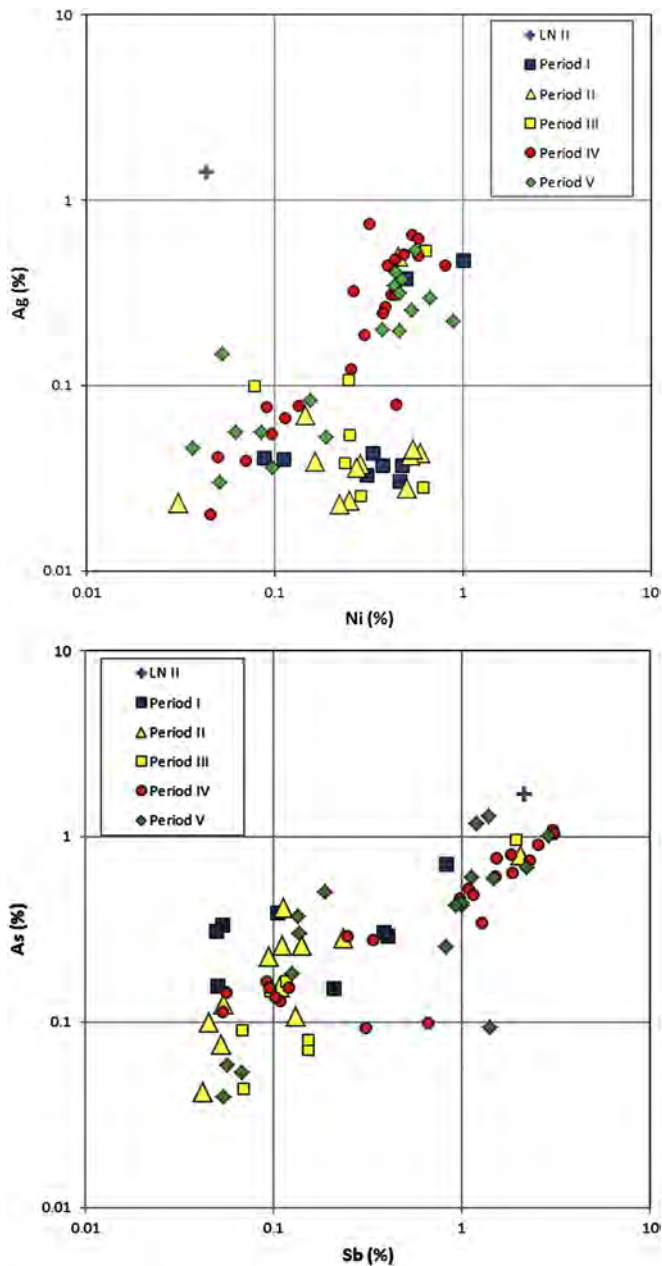 10
LN II
Period I
Period II
Period III
Period IV
Period V
1
Ag (%)
0.1
0.01
0.01 0.1 1 10
Ni (%)
10
LN II
Period I
Period II
Period III
Period IV
Period V
1
As (%)
0.1
0.01
0.01 0.1 1 10
Sb (%)